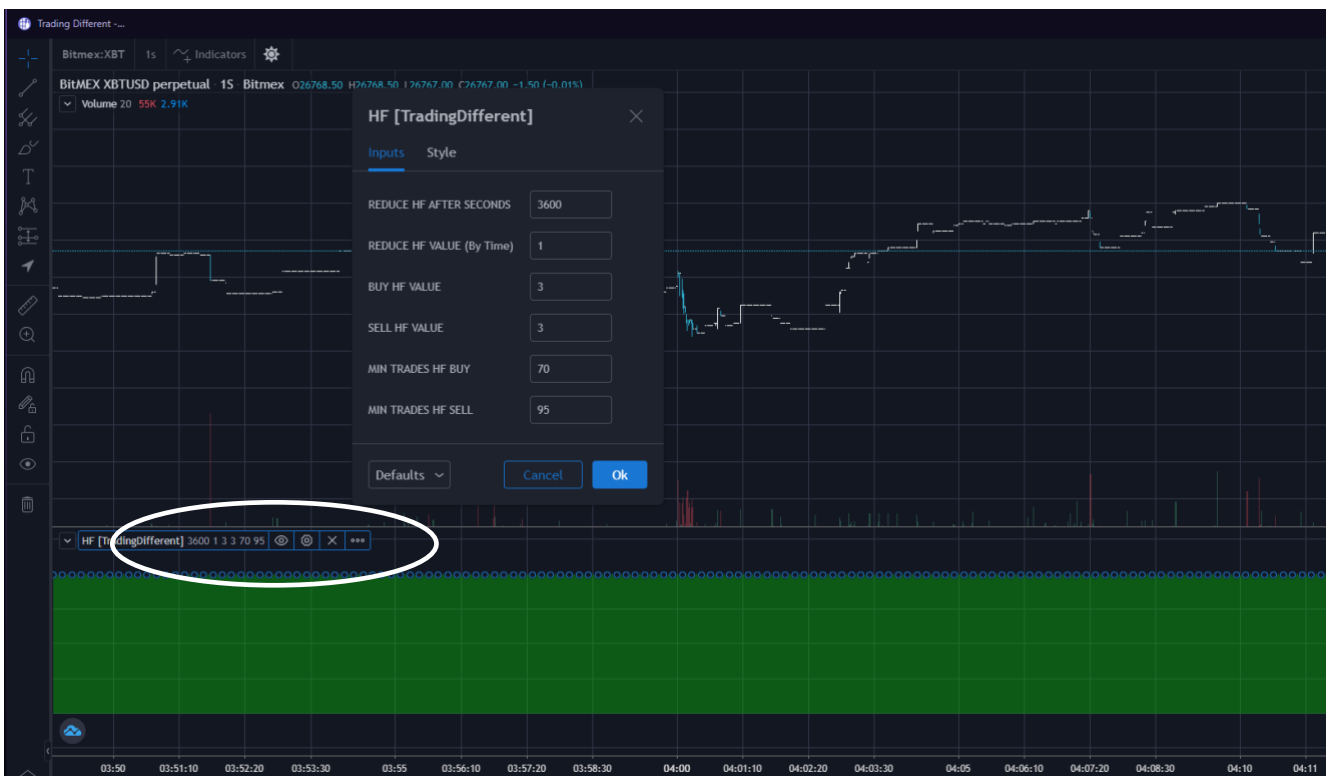 Trading Different -...
Bitmex:XBT 1s Indicators
BitMEX XBTUSD perpetual · 1S · Bitmex O26768.50 H26768.50 L26767.00 C26767.00 −1.50 (−0.01%)
Volume 20 55K 2.91K
HF [TradingDifferent]
Inputs Style
REDUCE HF AFTER SECONDS 3600
REDUCE HF VALUE (By Time) 1
BUY HF VALUE 3
SELL HF VALUE 3
MIN TRADES HF BUY 70
MIN TRADES HF SELL 95
Defaults Cancel Ok
HF [TradingDifferent] 3600 1 3 3 70 95
03:50 03:51:10 03:52:20 03:53:30 03:55 03:56:10 03:57:20 03:58:30 04:00 04:01:10 04:02:20 04:03:30 04:05 04:06:10 04:07:20 04:08:30 04:10 04:11